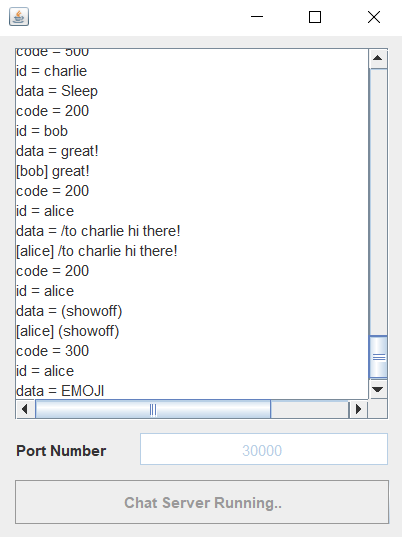 code = 500
id = charlie
data = Sleep
code = 200
id = bob
data = great!
[bob] great!
code = 200
id = alice
data = /to charlie hi there!
[alice] /to charlie hi there!
code = 200
id = alice
data = (showoff)
[alice] (showoff)
code = 300
id = alice
data = EMOJI
Port Number
30000
Chat Server Running..